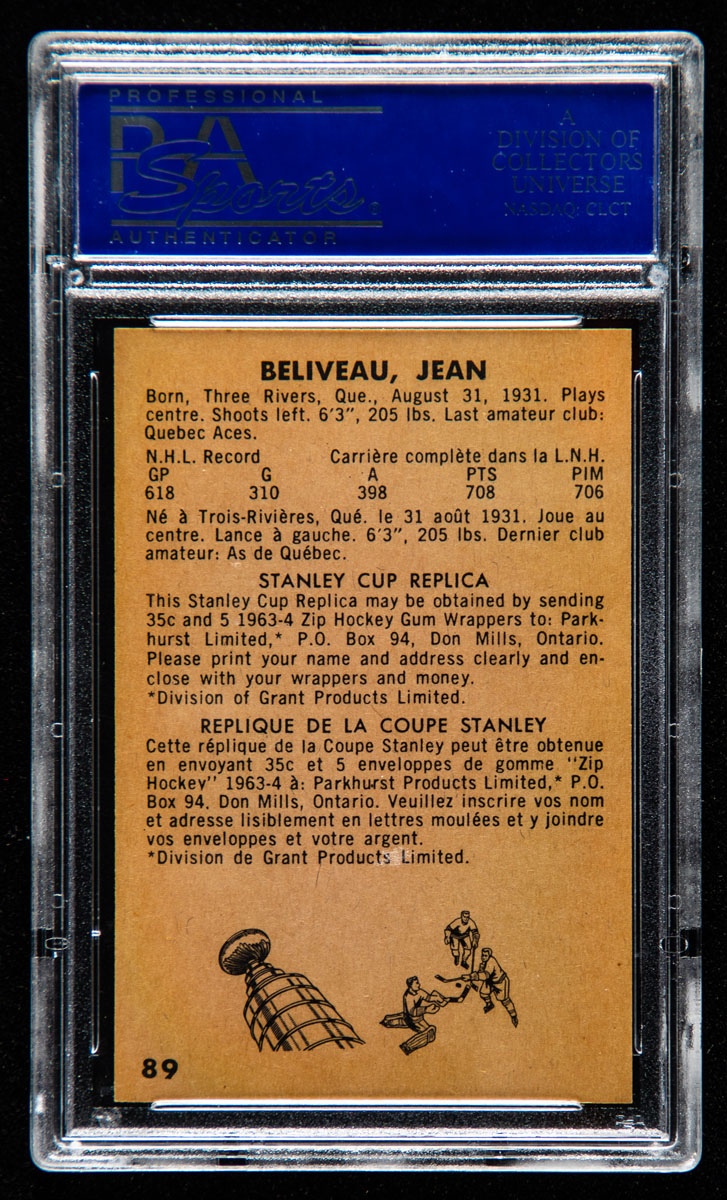 PROFESSIONAL
PSA
Sports
AUTHENTICATOR
A
DIVISION OF
COLLECTORS
UNIVERSE
NASDAQ: CLCT
BELIVEAU, JEAN
Born, Three Rivers, Que., August 31, 1931. Plays
centre. Shoots left. 6'3", 205 lbs. Last amateur club:
Quebec Aces.
N.H.L. Record Carrière complète dans la L.N.H.
GP G A PTS PIM
618 310 398 708 706
Né à Trois-Rivières, Qué. le 31 août 1931. Joue au
centre. Lance à gauche. 6'3", 205 lbs. Dernier club
amateur: As de Québec.
STANLEY CUP REPLICA
This Stanley Cup Replica may be obtained by sending
35c and 5 1963-4 Zip Hockey Gum Wrappers to: Park-
hurst Limited,* P.O. Box 94, Don Mills, Ontario.
Please print your name and address clearly and en-
close with your wrappers and money.
*Division of Grant Products Limited.
REPLIQUE DE LA COUPE STANLEY
Cette réplique de la Coupe Stanley peut être obtenue
en envoyant 35c et 5 enveloppes de gomme "Zip
Hockey" 1963-4 à: Parkhurst Products Limited,* P.O.
Box 94, Don Mills, Ontario. Veuillez inscrire vos nom
et adresse lisiblement en lettres moulées et y joindre
vos enveloppes et votre argent.
*Division de Grant Products Limited.
89